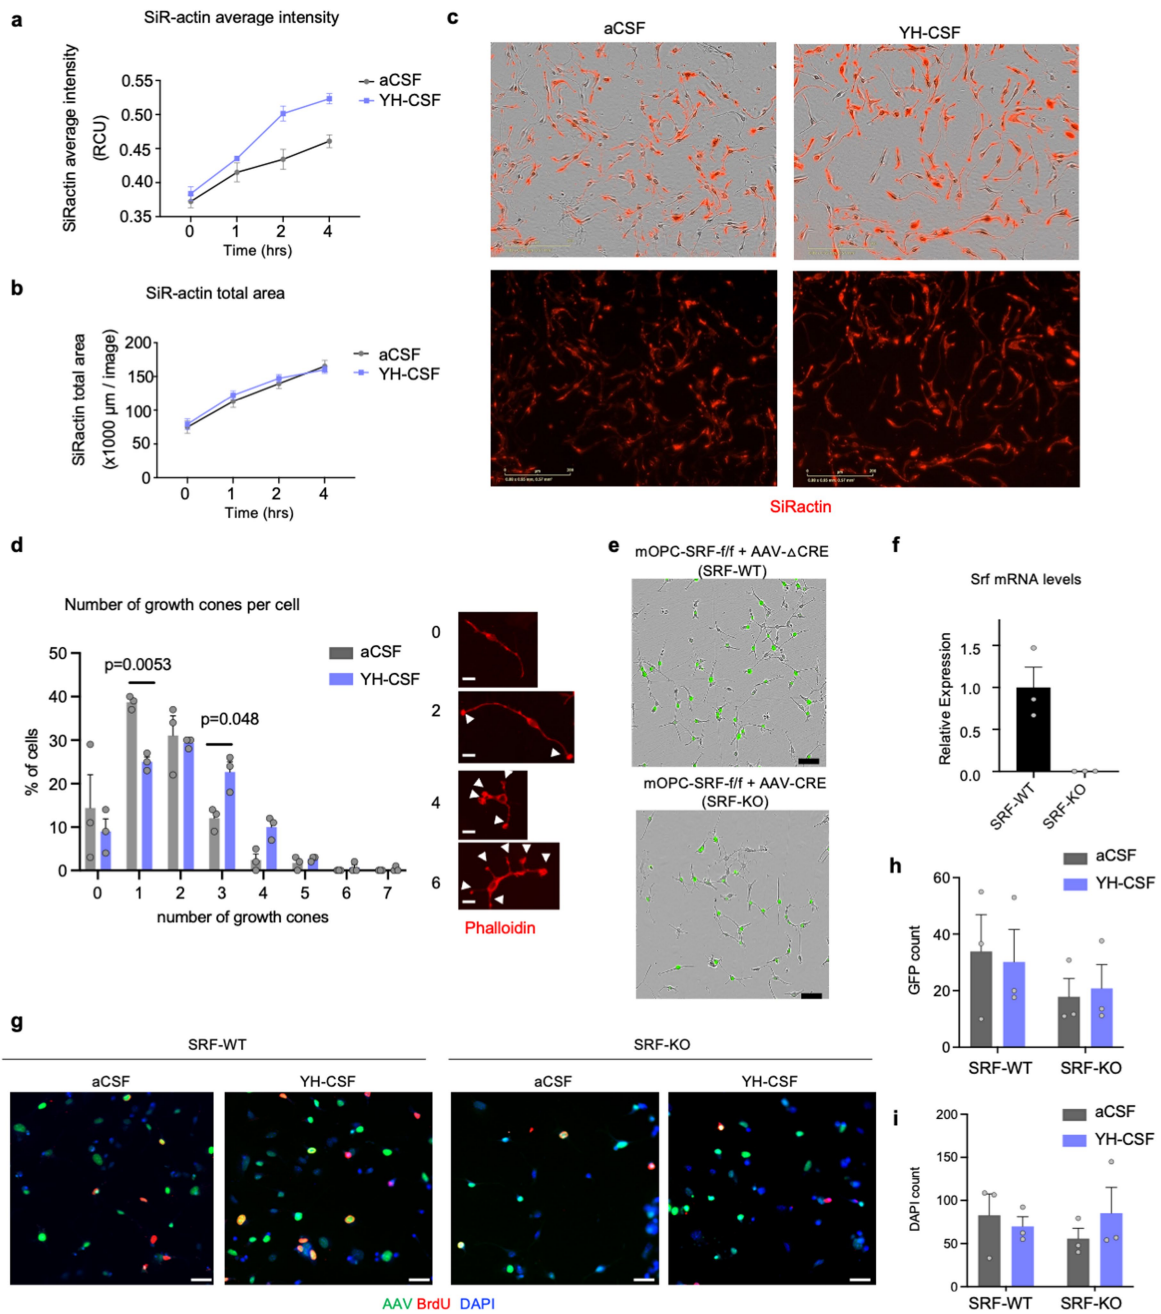 a
SiR-actin average intensity
SiRactin average intensity
(RCU)
0.55
0.50
0.45
0.40
0.35
0
1
2
4
Time (hrs)
aCSF
YH-CSF
b
SiR-actin total area
SiRactin total area
(x1000 µm / image)
200
150
100
50
0
0
1
2
4
Time (hrs)
aCSF
YH-CSF
c
aCSF
YH-CSF
SiRactin
d
Number of growth cones per cell
% of cells
50
40
30
20
10
0
p=0.0053
p=0.048
aCSF
YH-CSF
0
1
2
3
4
5
6
7
number of growth cones
0
2
4
6
Phalloidin
e
mOPC-SRF-f/f + AAV-△CRE
(SRF-WT)
mOPC-SRF-f/f + AAV-CRE
(SRF-KO)
f
Srf mRNA levels
Relative Expression
1.5
1.0
0.5
0.0
SRF-WT
SRF-KO
g
SRF-WT
SRF-KO
aCSF
YH-CSF
aCSF
YH-CSF
AAV BrdU DAPI
h
aCSF
YH-CSF
GFP count
60
40
20
0
SRF-WT
SRF-KO
i
aCSF
YH-CSF
DAPI count
200
150
100
50
0
SRF-WT
SRF-KO